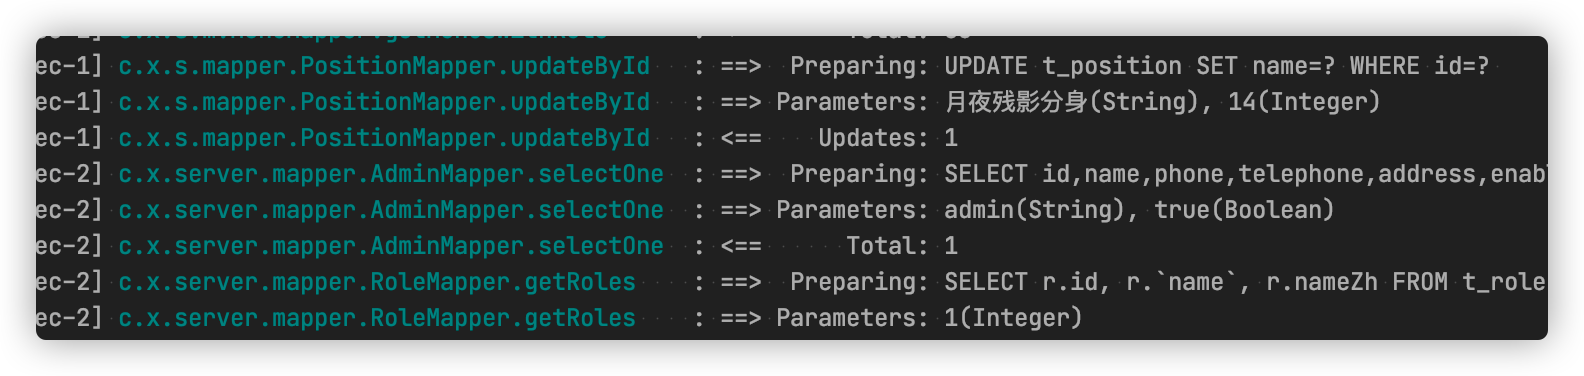 ec-1] c.x.s.mapper.PositionMapper.updateById : ==> Preparing: UPDATE t_position SET name=? WHERE id=?
ec-1] c.x.s.mapper.PositionMapper.updateById : ==> Parameters: 月夜残影分身(String), 14(Integer)
ec-1] c.x.s.mapper.PositionMapper.updateById : <== Updates: 1
ec-2] c.x.server.mapper.AdminMapper.selectOne : ==> Preparing: SELECT id,name,phone,telephone,address,enab
ec-2] c.x.server.mapper.AdminMapper.selectOne : ==> Parameters: admin(String), true(Boolean)
ec-2] c.x.server.mapper.AdminMapper.selectOne : <== Total: 1
ec-2] c.x.server.mapper.RoleMapper.getRoles : ==> Preparing: SELECT r.id, r.`name`, r.nameZh FROM t_role
ec-2] c.x.server.mapper.RoleMapper.getRoles : ==> Parameters: 1(Integer)